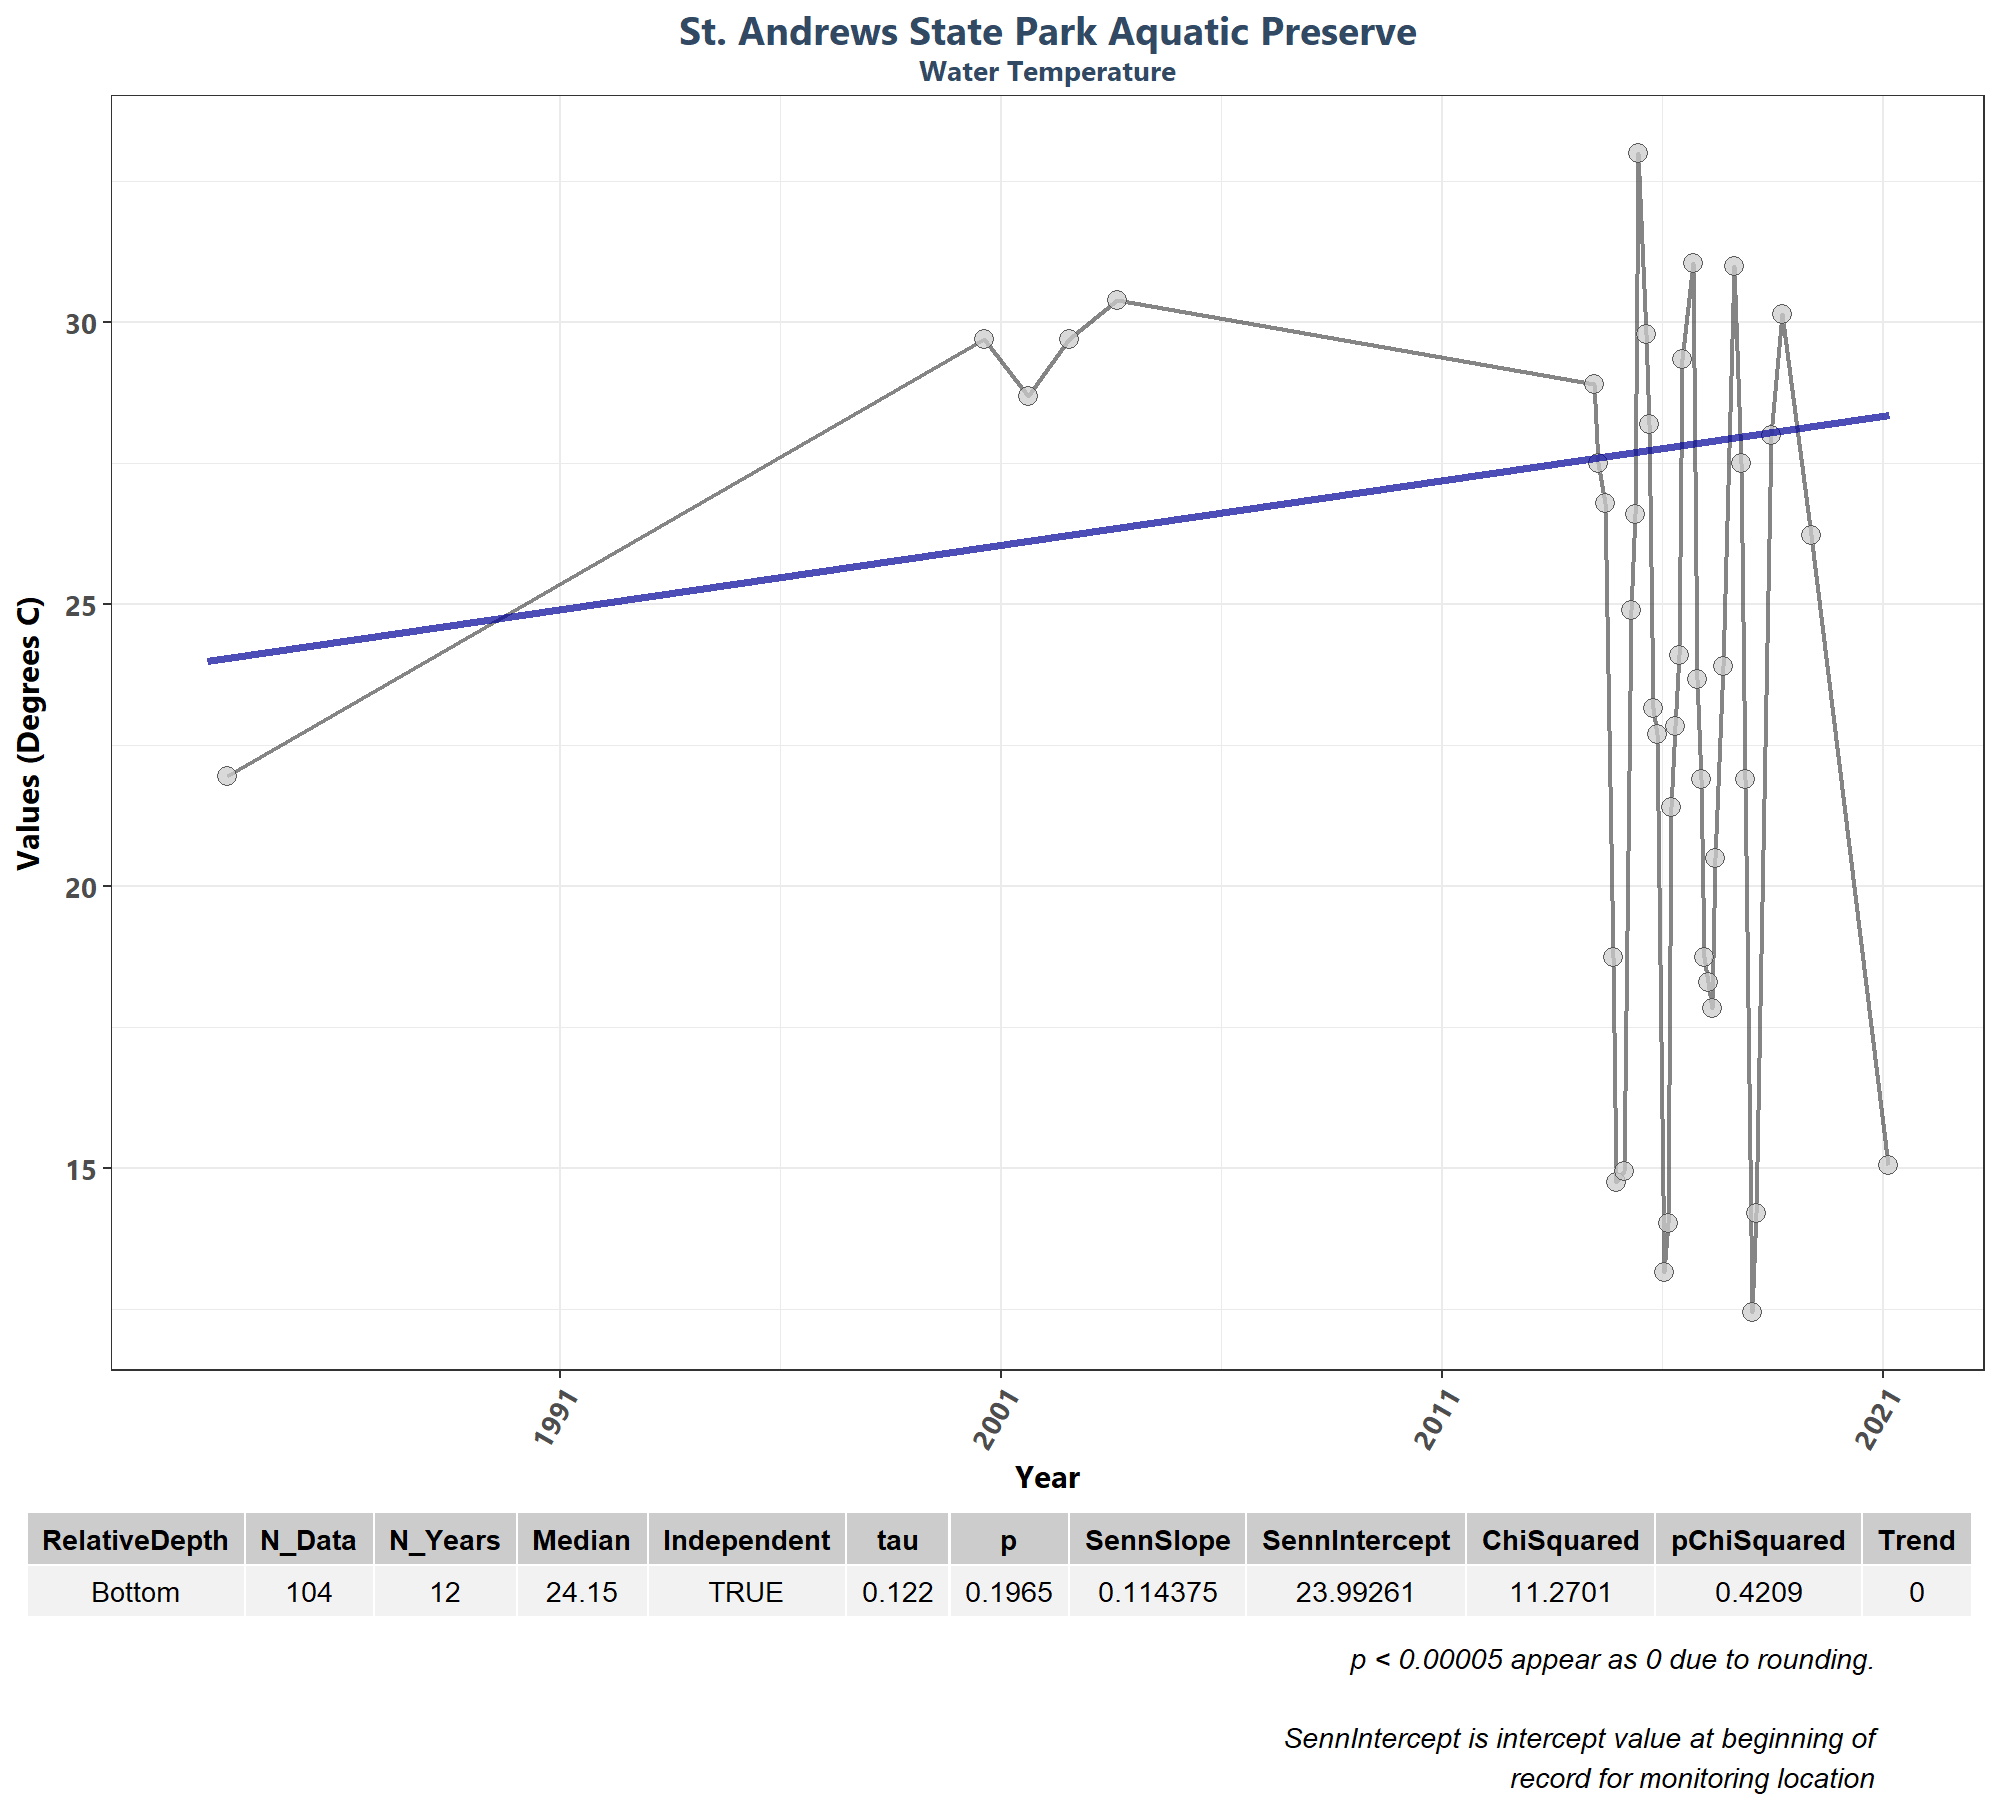 St. Andrews State Park Aquatic Preserve
Water Temperature
Values (Degrees C)
30
25
20
15
1991
2001
2011
2021
Year
RelativeDepth N_Data N_Years Median Independent tau p SennSlope SennIntercept ChiSquared pChiSquared Trend
Bottom 104 12 24.15 TRUE 0.122 0.1965 0.114375 23.99261 11.2701 0.4209 0
p < 0.00005 appear as 0 due to rounding.
SennIntercept is intercept value at beginning of
record for monitoring location